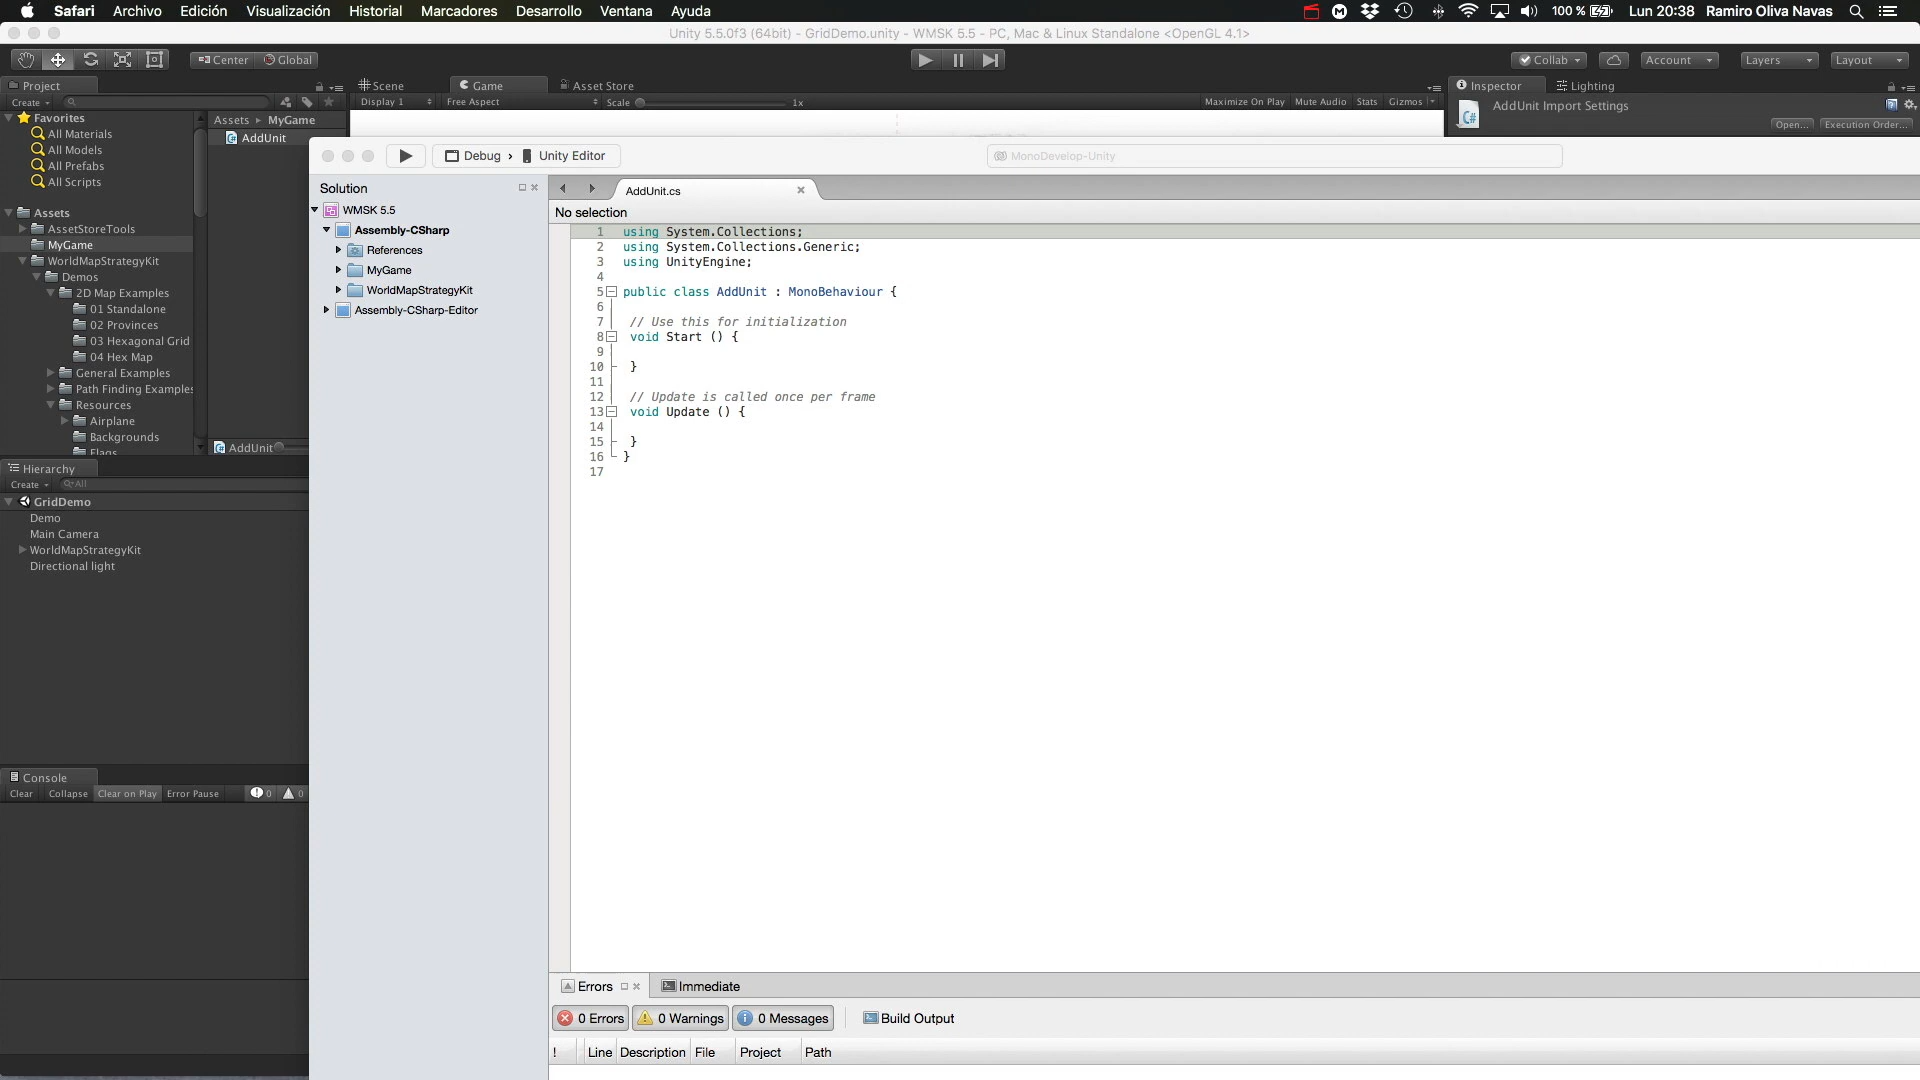 Safari Archivo Edición Visualización Historial Marcadores Desarrollo Ventana Ayuda 100 % Lun 20:38 Ramiro Oliva Navas
Unity 5.5.0f3 (64bit) - GridDemo.unity - WMSK 5.5 - PC, Mac & Linux Standalone <OpenGL 4.1>
Center Global Collab Account Layers Layout
Project Scene Game Asset Store Inspector Lighting
Create Display 1 Free Aspect Scale 1x Maximize On Play Mute Audio Stats Gizmos AddUnit Import Settings
Open... Execution Order...
Favorites
All Materials
All Models
All Prefabs
All Scripts
Assets
AssetStoreTools
MyGame
WorldMapStrategyKit
Demos
2D Map Examples
01 Standalone
02 Provinces
03 Hexagonal Grid
04 Hex Map
General Examples
Path Finding Examples
Resources
Airplane
Backgrounds
Flags
Assets ▸ MyGame
AddUnit
AddUnit
Hierarchy
Create All
GridDemo
Demo
Main Camera
WorldMapStrategyKit
Directional light
Console
Clear Collapse Clear on Play Error Pause 0 0
Debug › Unity Editor MonoDevelop-Unity
Solution
WMSK 5.5
Assembly-CSharp
References
MyGame
WorldMapStrategyKit
Assembly-CSharp-Editor
AddUnit.cs
No selection
1 using System.Collections;
2 using System.Collections.Generic;
3 using UnityEngine;
4
5 public class AddUnit : MonoBehaviour {
6
7 // Use this for initialization
8 void Start () {
9
10 }
11
12 // Update is called once per frame
13 void Update () {
14
15 }
16 }
17
Errors Immediate
0 Errors 0 Warnings 0 Messages Build Output
! Line Description File Project Path